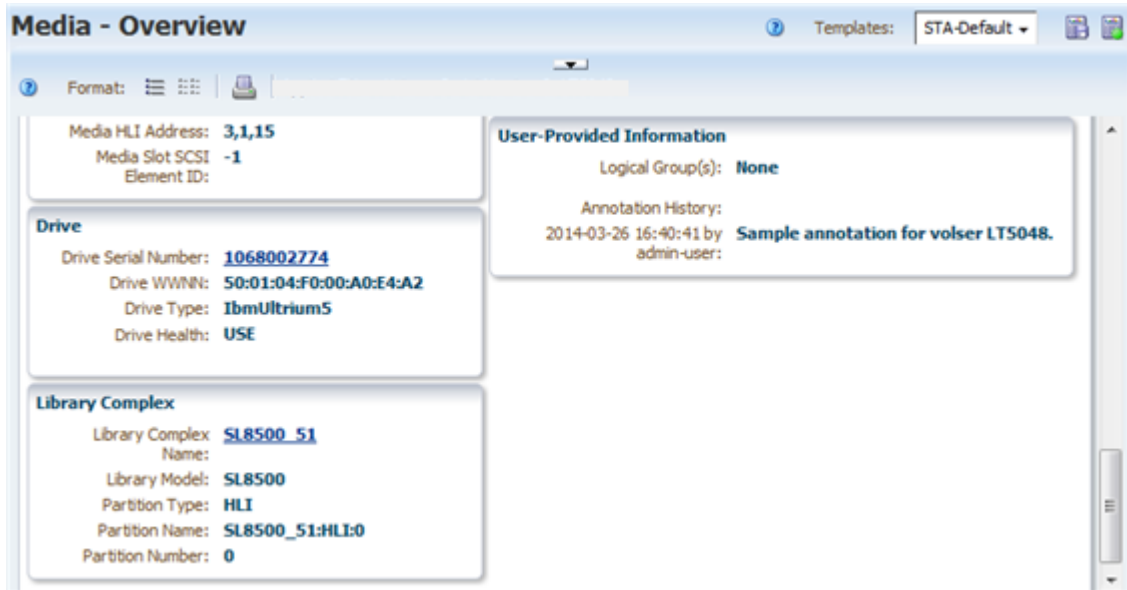 Media - Overview
Templates: STA-Default
Format:
Media HLI Address: 3,1,15
Media Slot SCSI -1
Element ID:
Drive
Drive Serial Number: 1068002774
Drive WWNN: 50:01:04:F0:00:A0:E4:A2
Drive Type: IbmUltrium5
Drive Health: USE
Library Complex
Library Complex SL8500_51
Name:
Library Model: SL8500
Partition Type: HLI
Partition Name: SL8500_51:HLI:0
Partition Number: 0
User-Provided Information
Logical Group(s): None
Annotation History:
2014-03-26 16:40:41 by Sample annotation for volser LT5048.
admin-user: